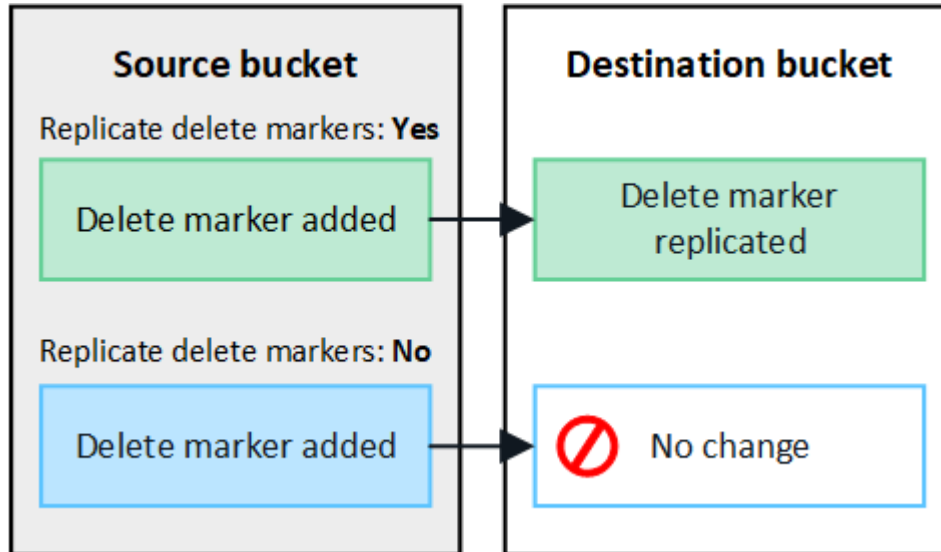 Source bucket
Replicate delete markers: Yes
Delete marker added
Replicate delete markers: No
Delete marker added
Destination bucket
Delete marker
replicated
No change